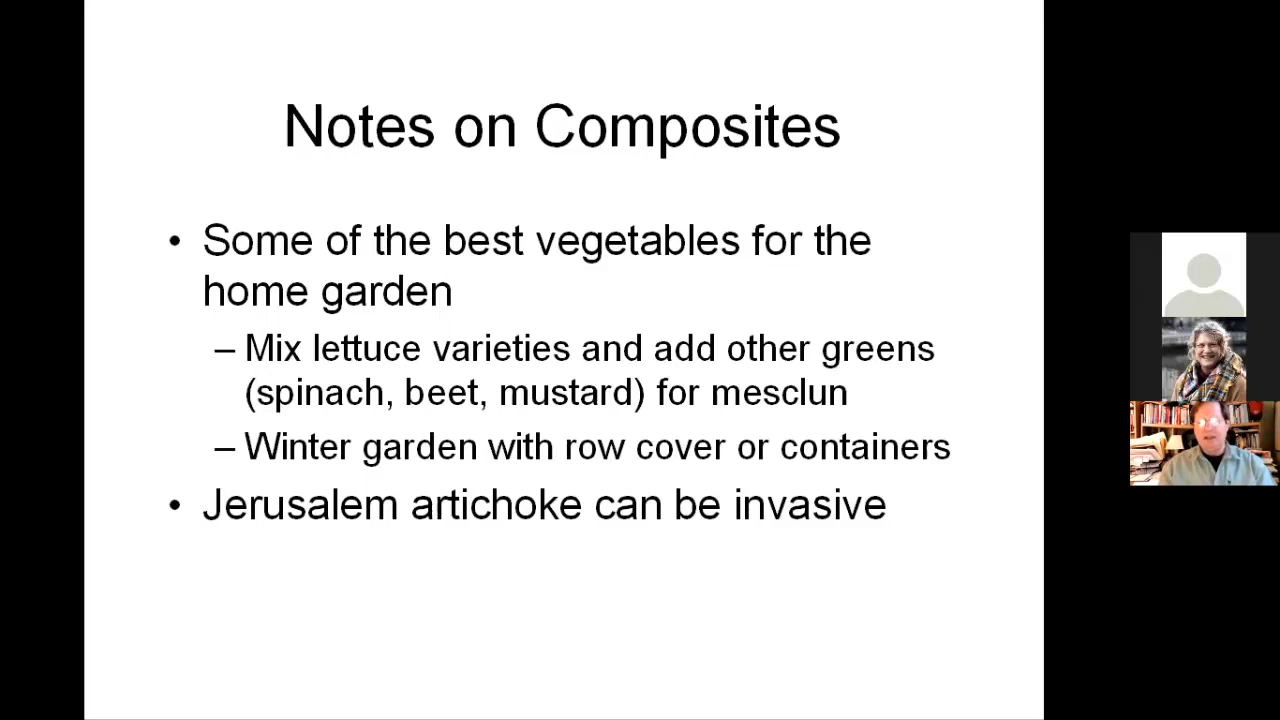 Notes on Composites
• Some of the best vegetables for the
home garden
– Mix lettuce varieties and add other greens
(spinach, beet, mustard) for mesclun
– Winter garden with row cover or containers
• Jerusalem artichoke can be invasive